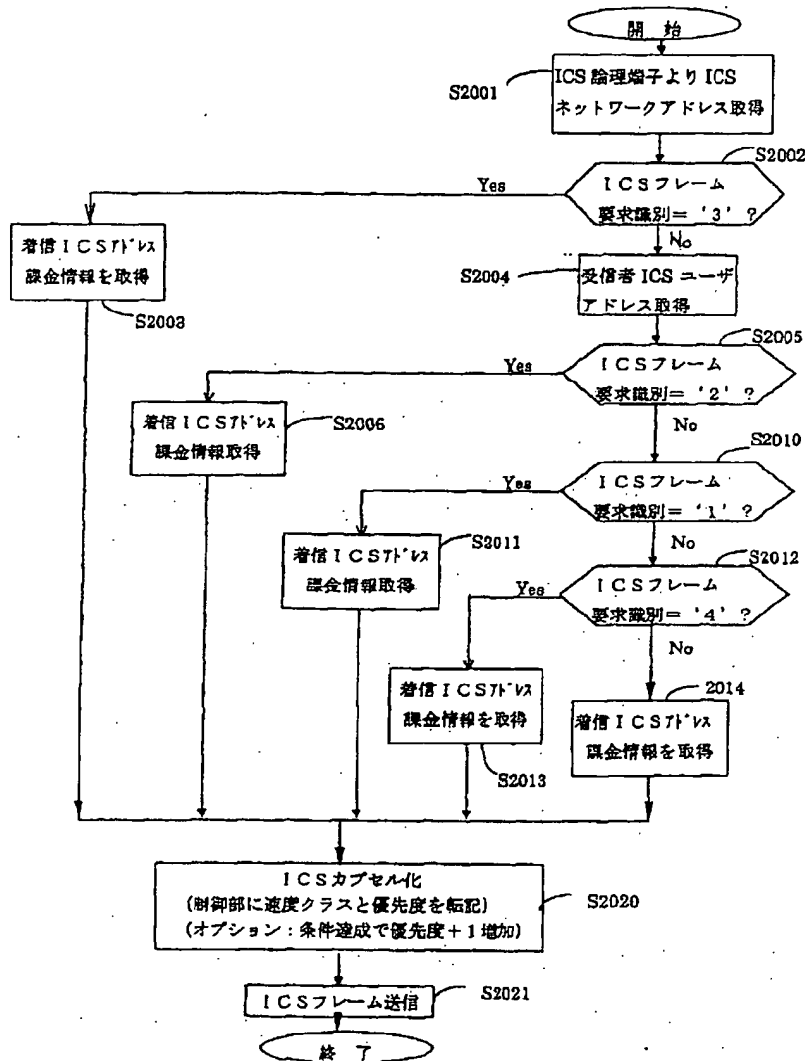 開 始
S2001
ICS論理端子よりICS
ネットワークアドレス取得
S2002
ICSフレーム
要求識別＝‘3’？
Yes
No
着信ICSアドレス
課金情報を取得
S2003
S2004
受信者ICSユーザ
アドレス取得
S2005
ICSフレーム
要求識別＝‘2’？
Yes
No
着信ICSアドレス
課金情報取得
S2006
S2010
ICSフレーム
要求識別＝‘1’？
Yes
No
着信ICSアドレス
課金情報取得
S2011
S2012
ICSフレーム
要求識別＝‘4’？
Yes
No
着信ICSアドレス
課金情報を取得
S2013
2014
着信ICSアドレス
課金情報を取得
ICSカプセル化
(制御部に速度クラスと優先度を転記)
(オプション：条件達成で優先度＋1増加)
S2020
ICSフレーム送信
S2021
終 了